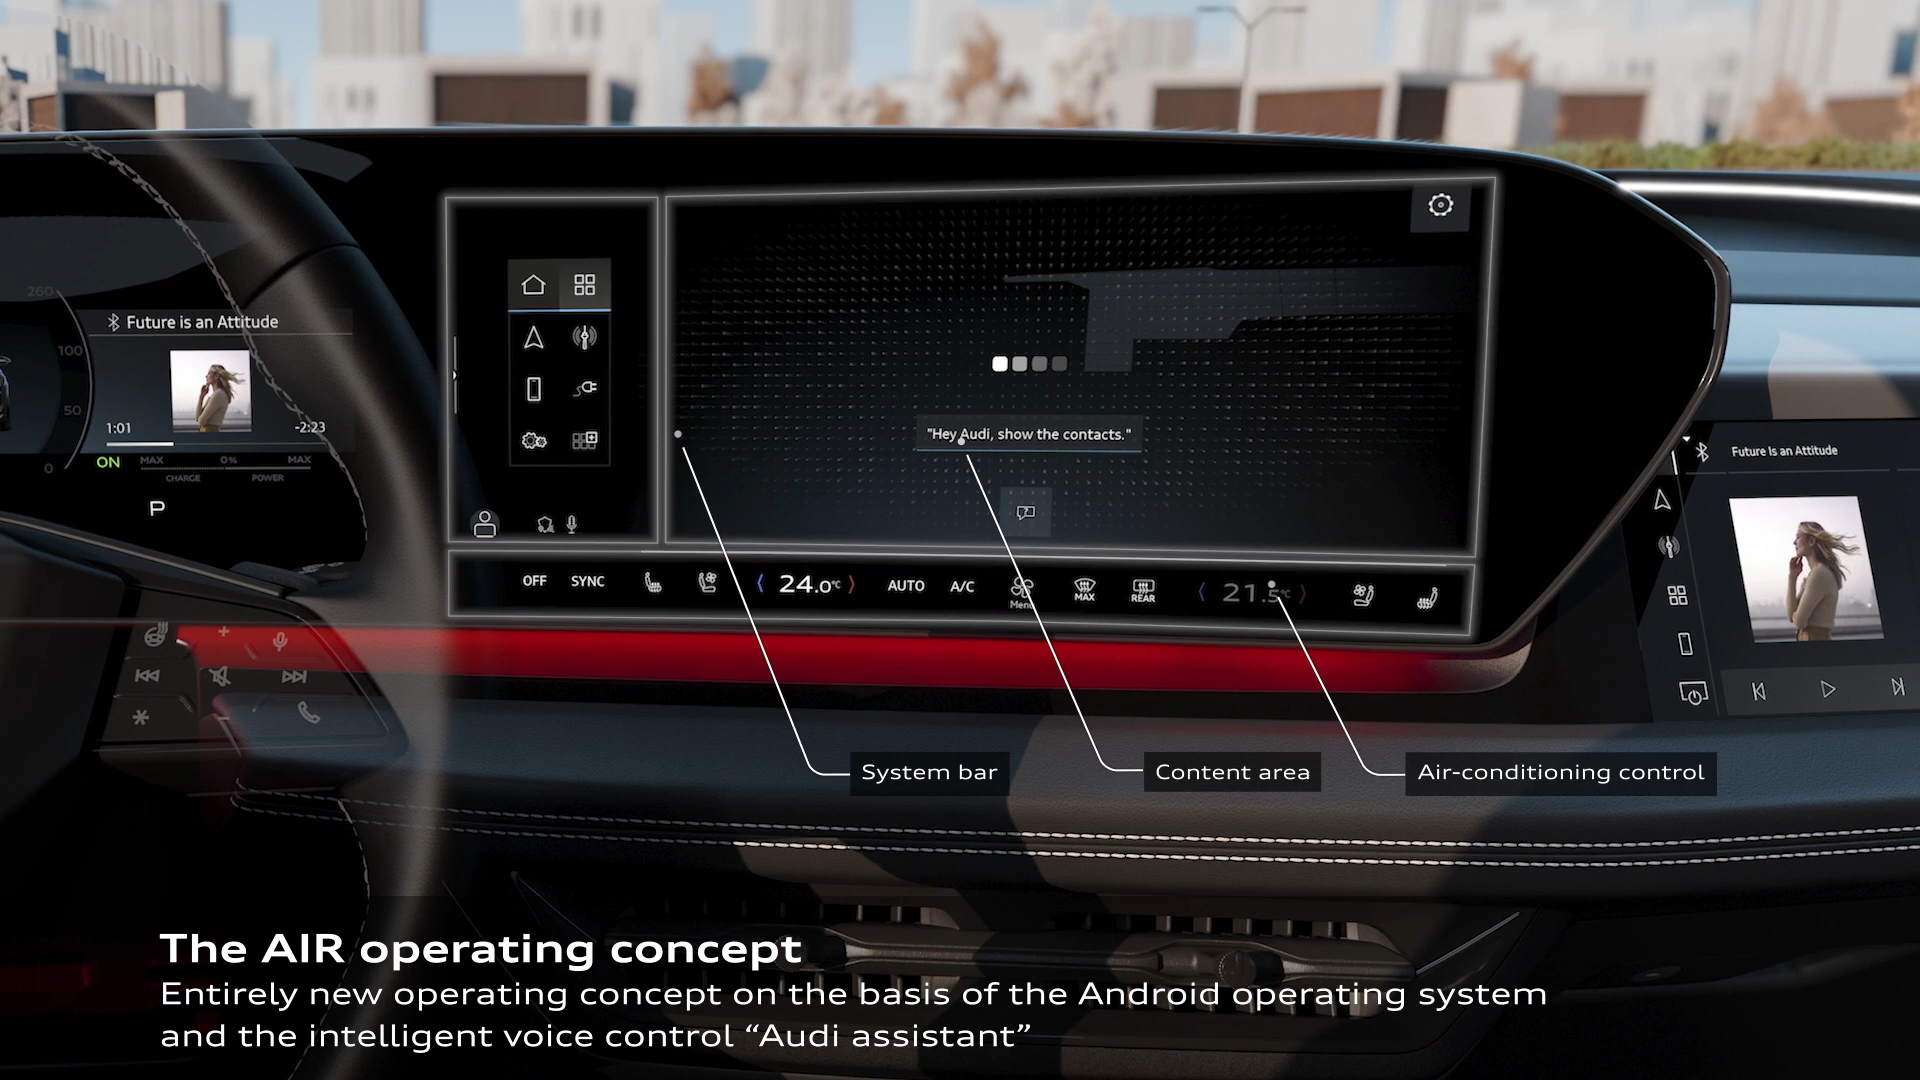 260
100
50
0
Future is an Attitude
1:01
-2:23
ON
MAX
0%
MAX
CHARGE
POWER
P
"Hey Audi, show the contacts."
OFF
SYNC
24.0°C
AUTO
A/C
Menu
MAX
REAR
21.5°C
Future Is an Attitude
System bar
Content area
Air-conditioning control
The AIR operating concept
Entirely new operating concept on the basis of the Android operating system
and the intelligent voice control “Audi assistant”